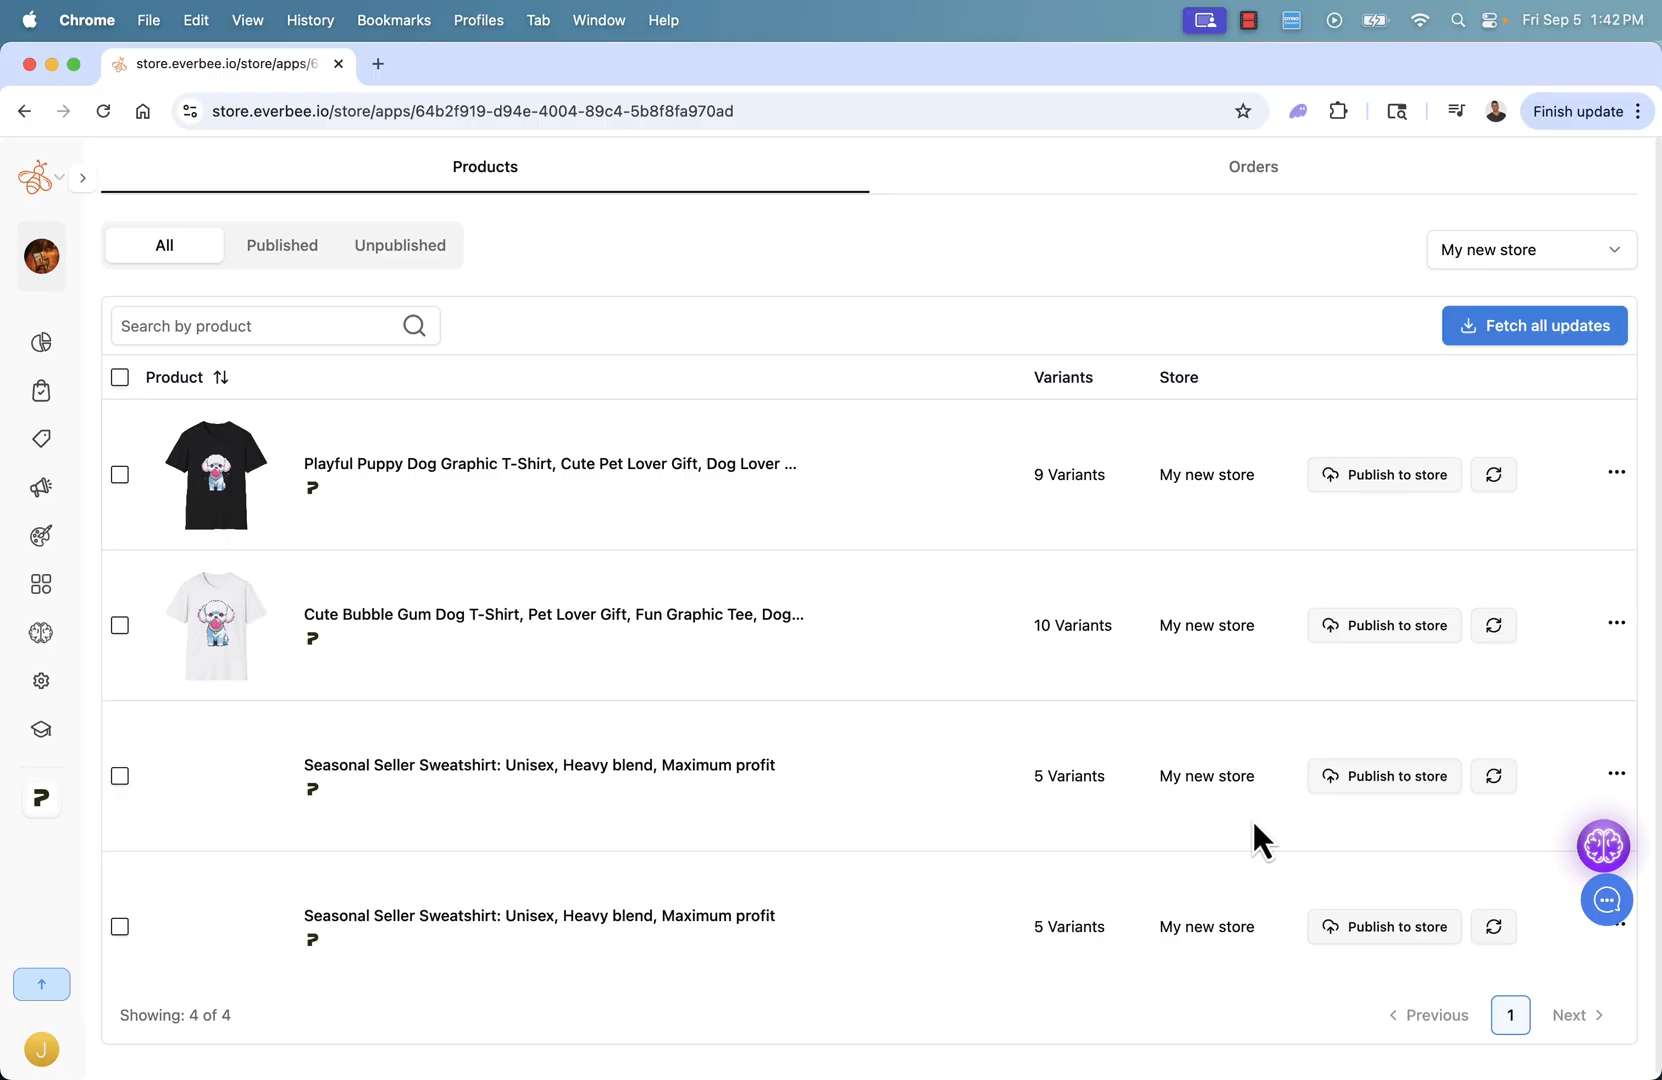 Chrome File Edit View History Bookmarks Profiles Tab Window Help Fri Sep 5 1:42 PM
store.everbee.io/store/apps/6
store.everbee.io/store/apps/64b2f919-d94e-4004-89c4-5b8f8fa970ad Finish update
Products Orders
All Published Unpublished My new store
Search by product Fetch all updates
Product Variants Store
Playful Puppy Dog Graphic T-Shirt, Cute Pet Lover Gift, Dog Lover ... 9 Variants My new store Publish to store
Cute Bubble Gum Dog T-Shirt, Pet Lover Gift, Fun Graphic Tee, Dog... 10 Variants My new store Publish to store
Seasonal Seller Sweatshirt: Unisex, Heavy blend, Maximum profit 5 Variants My new store Publish to store
Seasonal Seller Sweatshirt: Unisex, Heavy blend, Maximum profit 5 Variants My new store Publish to store
Showing: 4 of 4 Previous 1 Next
J